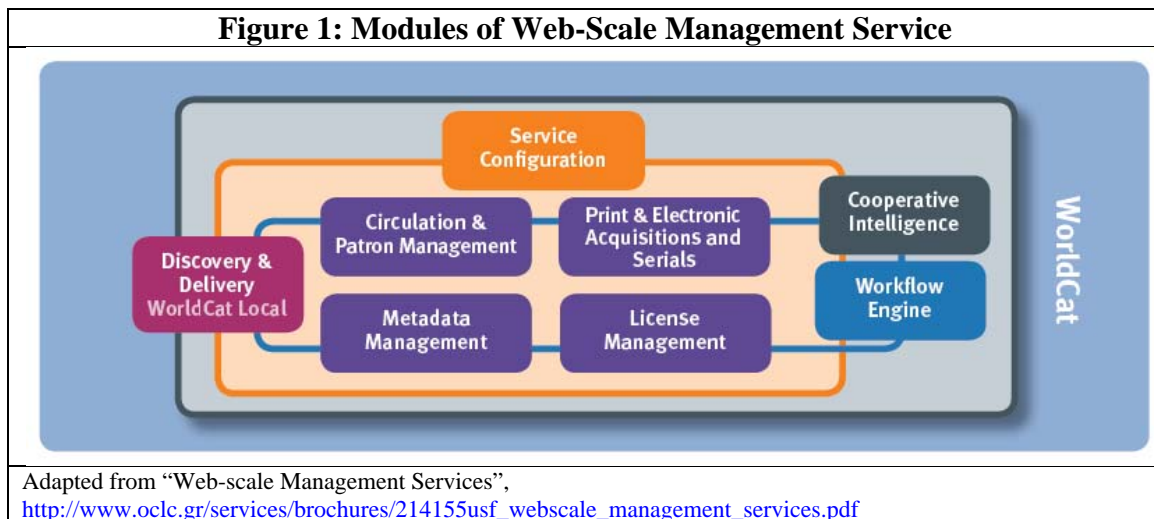 Figure 1: Modules of Web-Scale Management Service
Service
Configuration
Circulation &
Patron Management
Print & Electronic
Acquisitions and
Serials
Cooperative
Intelligence
Discovery &
Delivery
WorldCat Local
Metadata
Management
License
Management
Workflow
Engine
WorldCat
Adapted from “Web-scale Management Services”,
http://www.oclc.gr/services/brochures/214155usf_webscale_management_services.pdf